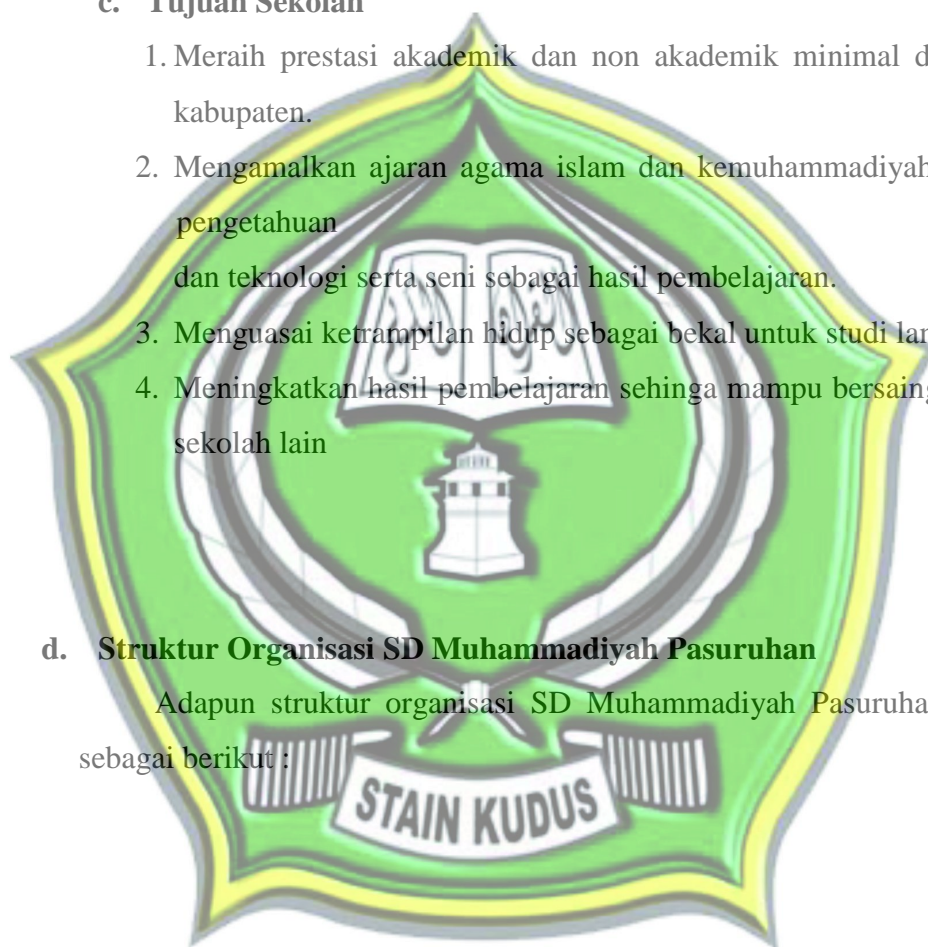 c. Tujuan Sekolah
1. Meraih prestasi akademik dan non akademik minimal
kabupaten.
2. Mengamalkan ajaran agama islam dan kemuhammadiyah
pengetahuan
dan teknologi serta seni sebagai hasil pembelajaran.
3. Menguasai ketrampilan hidup sebagai bekal untuk studi
4. Meningkatkan hasil pembelajaran sehinga mampu bersaing
sekolah lain
d. Struktur Organisasi SD Muhammadiyah Pasuruhan
Adapun struktur organisasi SD Muhammadiyah Pasuruha
sebagai berikut :
STAIN KUDUS